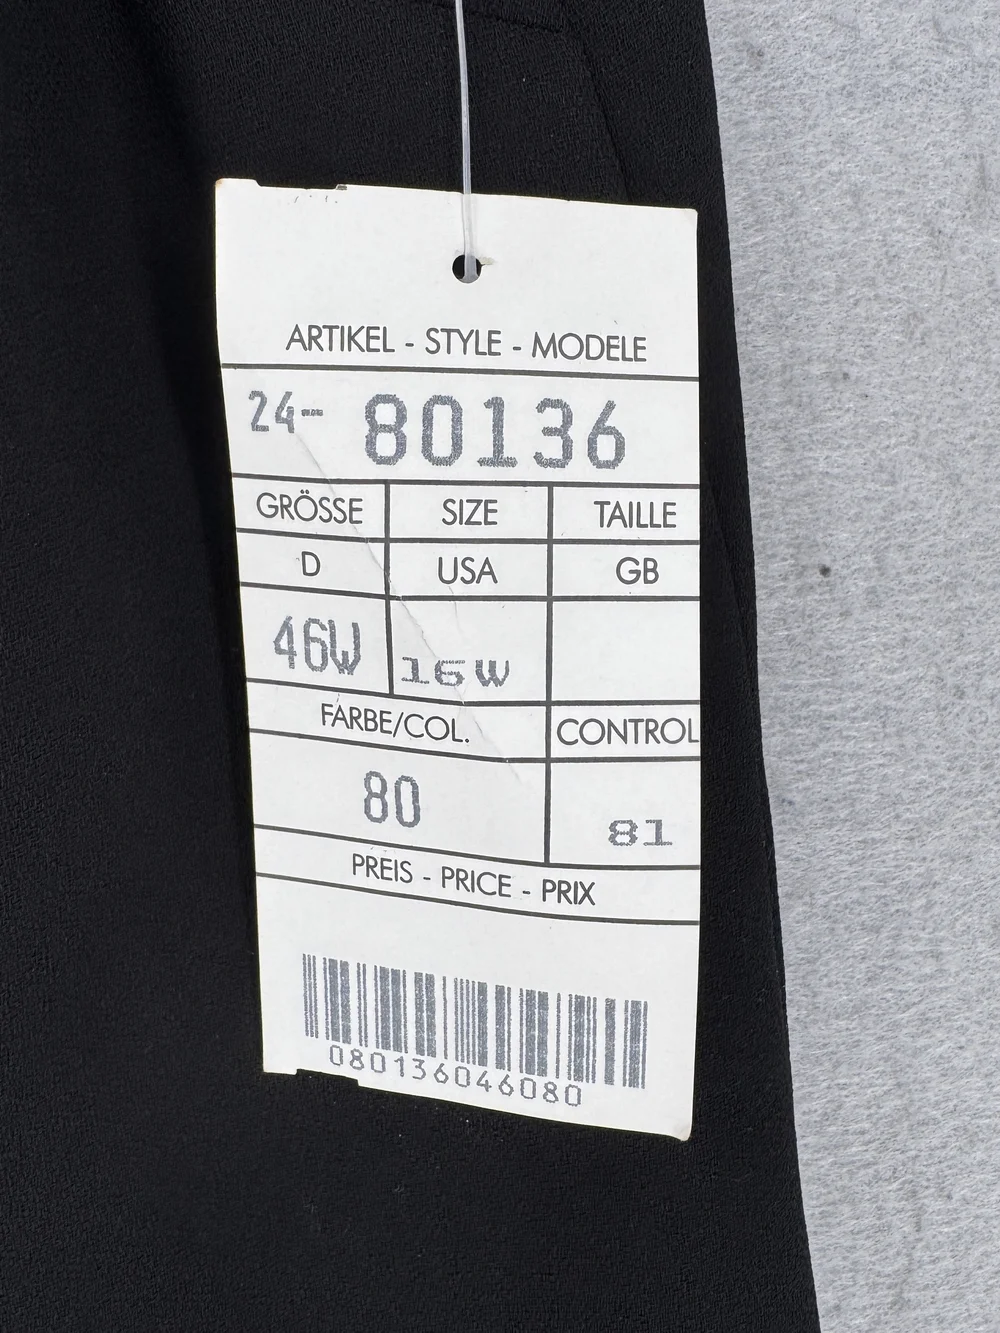 ARTIKEL - STYLE - MODELE
24- 80136
GRÖSSE SIZE TAILLE
D USA GB
46W 16W
FARBE/COL. CONTROL
80 81
PREIS - PRICE - PRIX
080136046080